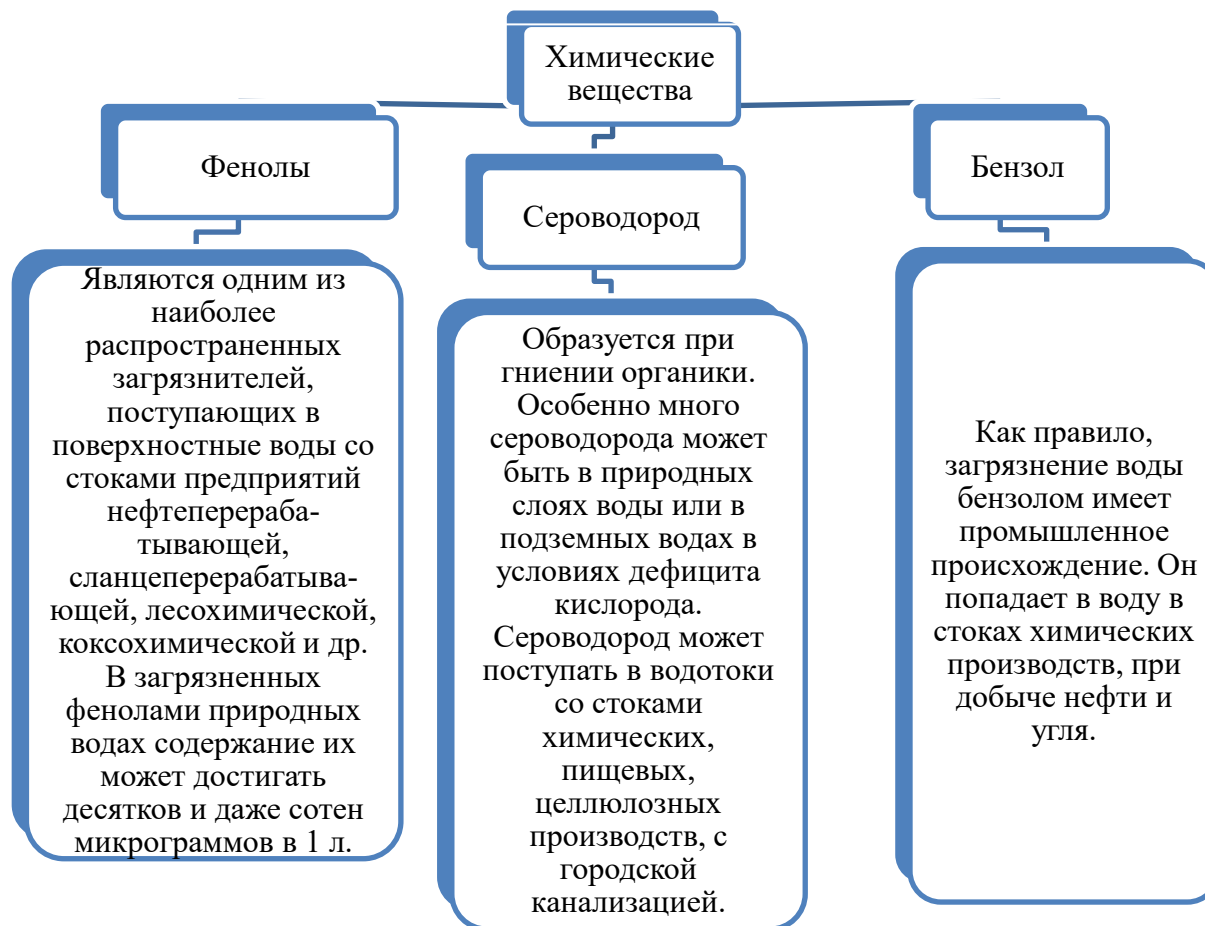 Химические
вещества
Фенолы
Являются одним из
наиболее
распространенных
загрязнителей,
поступающих в
поверхностные воды со
стоками предприятий
нефтеперераба-
тывающей,
сланцеперерабатыва-
ющей, лесохимической,
коксохимической и др.
В загрязненных
фенолами природных
водах содержание их
может достигать
десятков и даже сотен
микрограммов в 1 л.
Сероводород
Образуется при
гниении органики.
Особенно много
сероводорода может
быть в природных
слоях воды или в
подземных водах в
условиях дефицита
кислорода.
Сероводород может
поступать в водотоки
со стоками
химических,
пищевых,
целлюлозных
производств, с
городской
канализацией.
Бензол
Как правило,
загрязнение воды
бензолом имеет
промышленное
происхождение. Он
попадает в воду в
стоках химических
производств, при
добыче нефти и
угля.